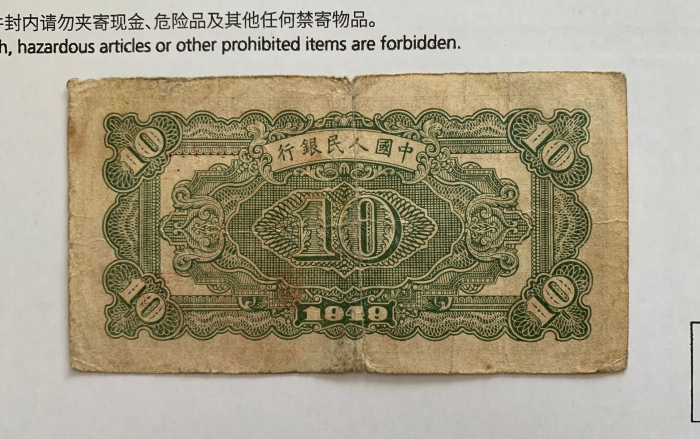 封内请勿夹寄现金、危险品及其他任何禁寄物品。
h, hazardous articles or other prohibited items are forbidden.
行銀民人國中
10 10
10
10 10
1949